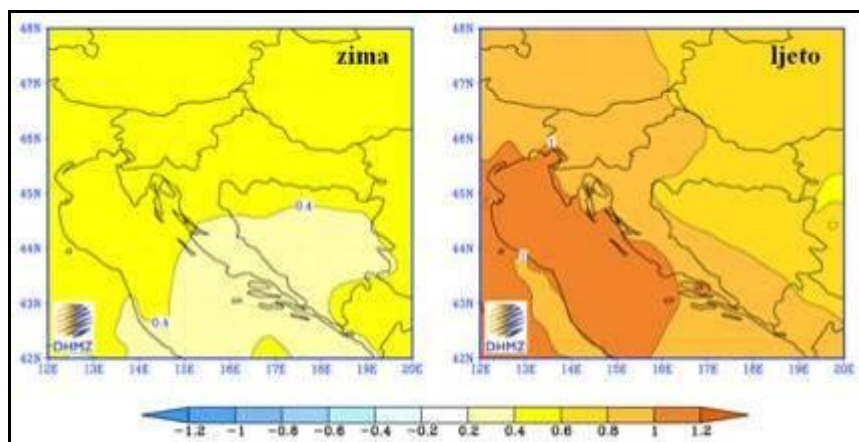 48N
47N
46N
45N
44N
43N
42N
12E 13E 14E 15E 16E 17E 18E 19E 20E
zima
0.4
0.4
DHMZ
48N
47N
46N
45N
44N
43N
42N
12E 13E 14E 15E 16E 17E 18E 19E 20E
ljeto
1
DHMZ
-1.2 -1 -0.8 -0.6 -0.4 -0.2 0.2 0.4 0.6 0.8 1 1.2